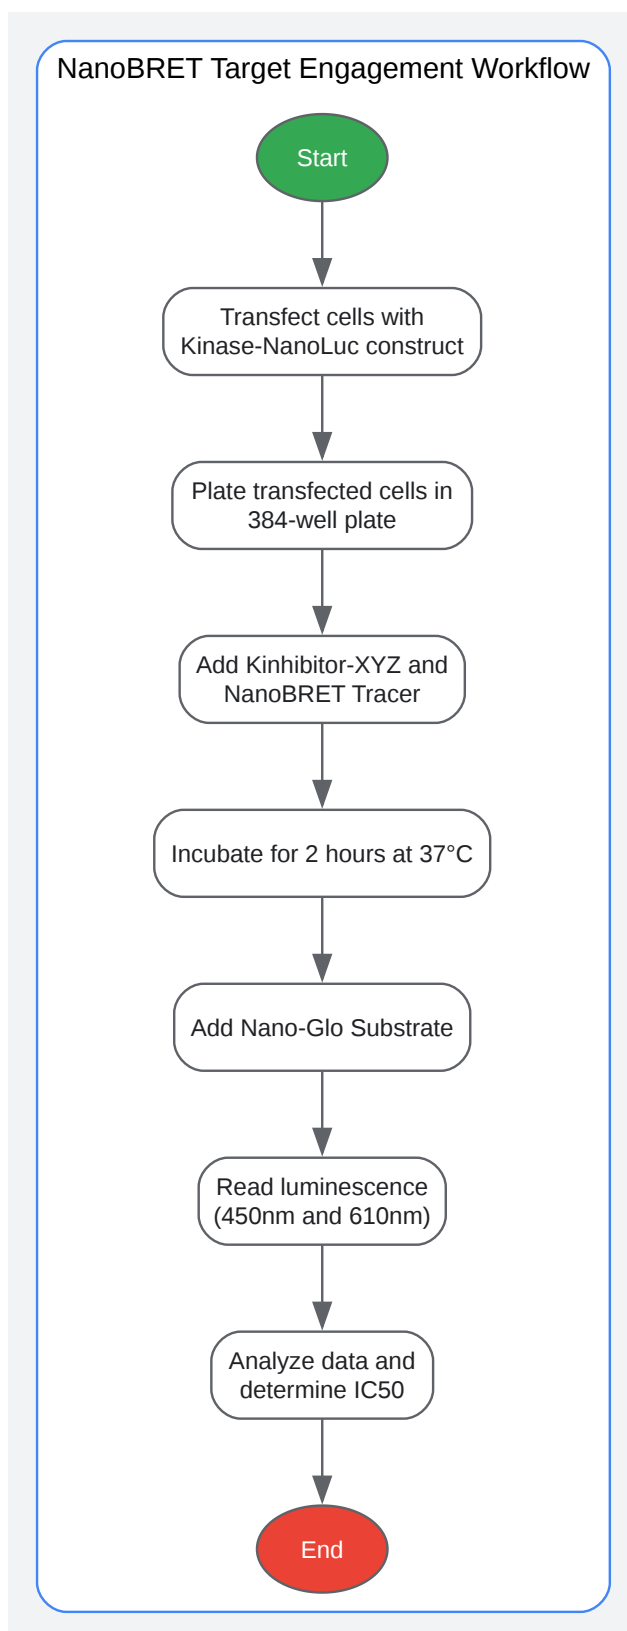 NanoBRET Target Engagement Workflow
Start
Transfect cells with
Kinase-NanoLuc construct
Plate transfected cells in
384-well plate
Add Kinhibitor-XYZ and
NanoBRET Tracer
Incubate for 2 hours at 37°C
Add Nano-Glo Substrate
Read luminescence
(450nm and 610nm)
Analyze data and
determine IC50
End